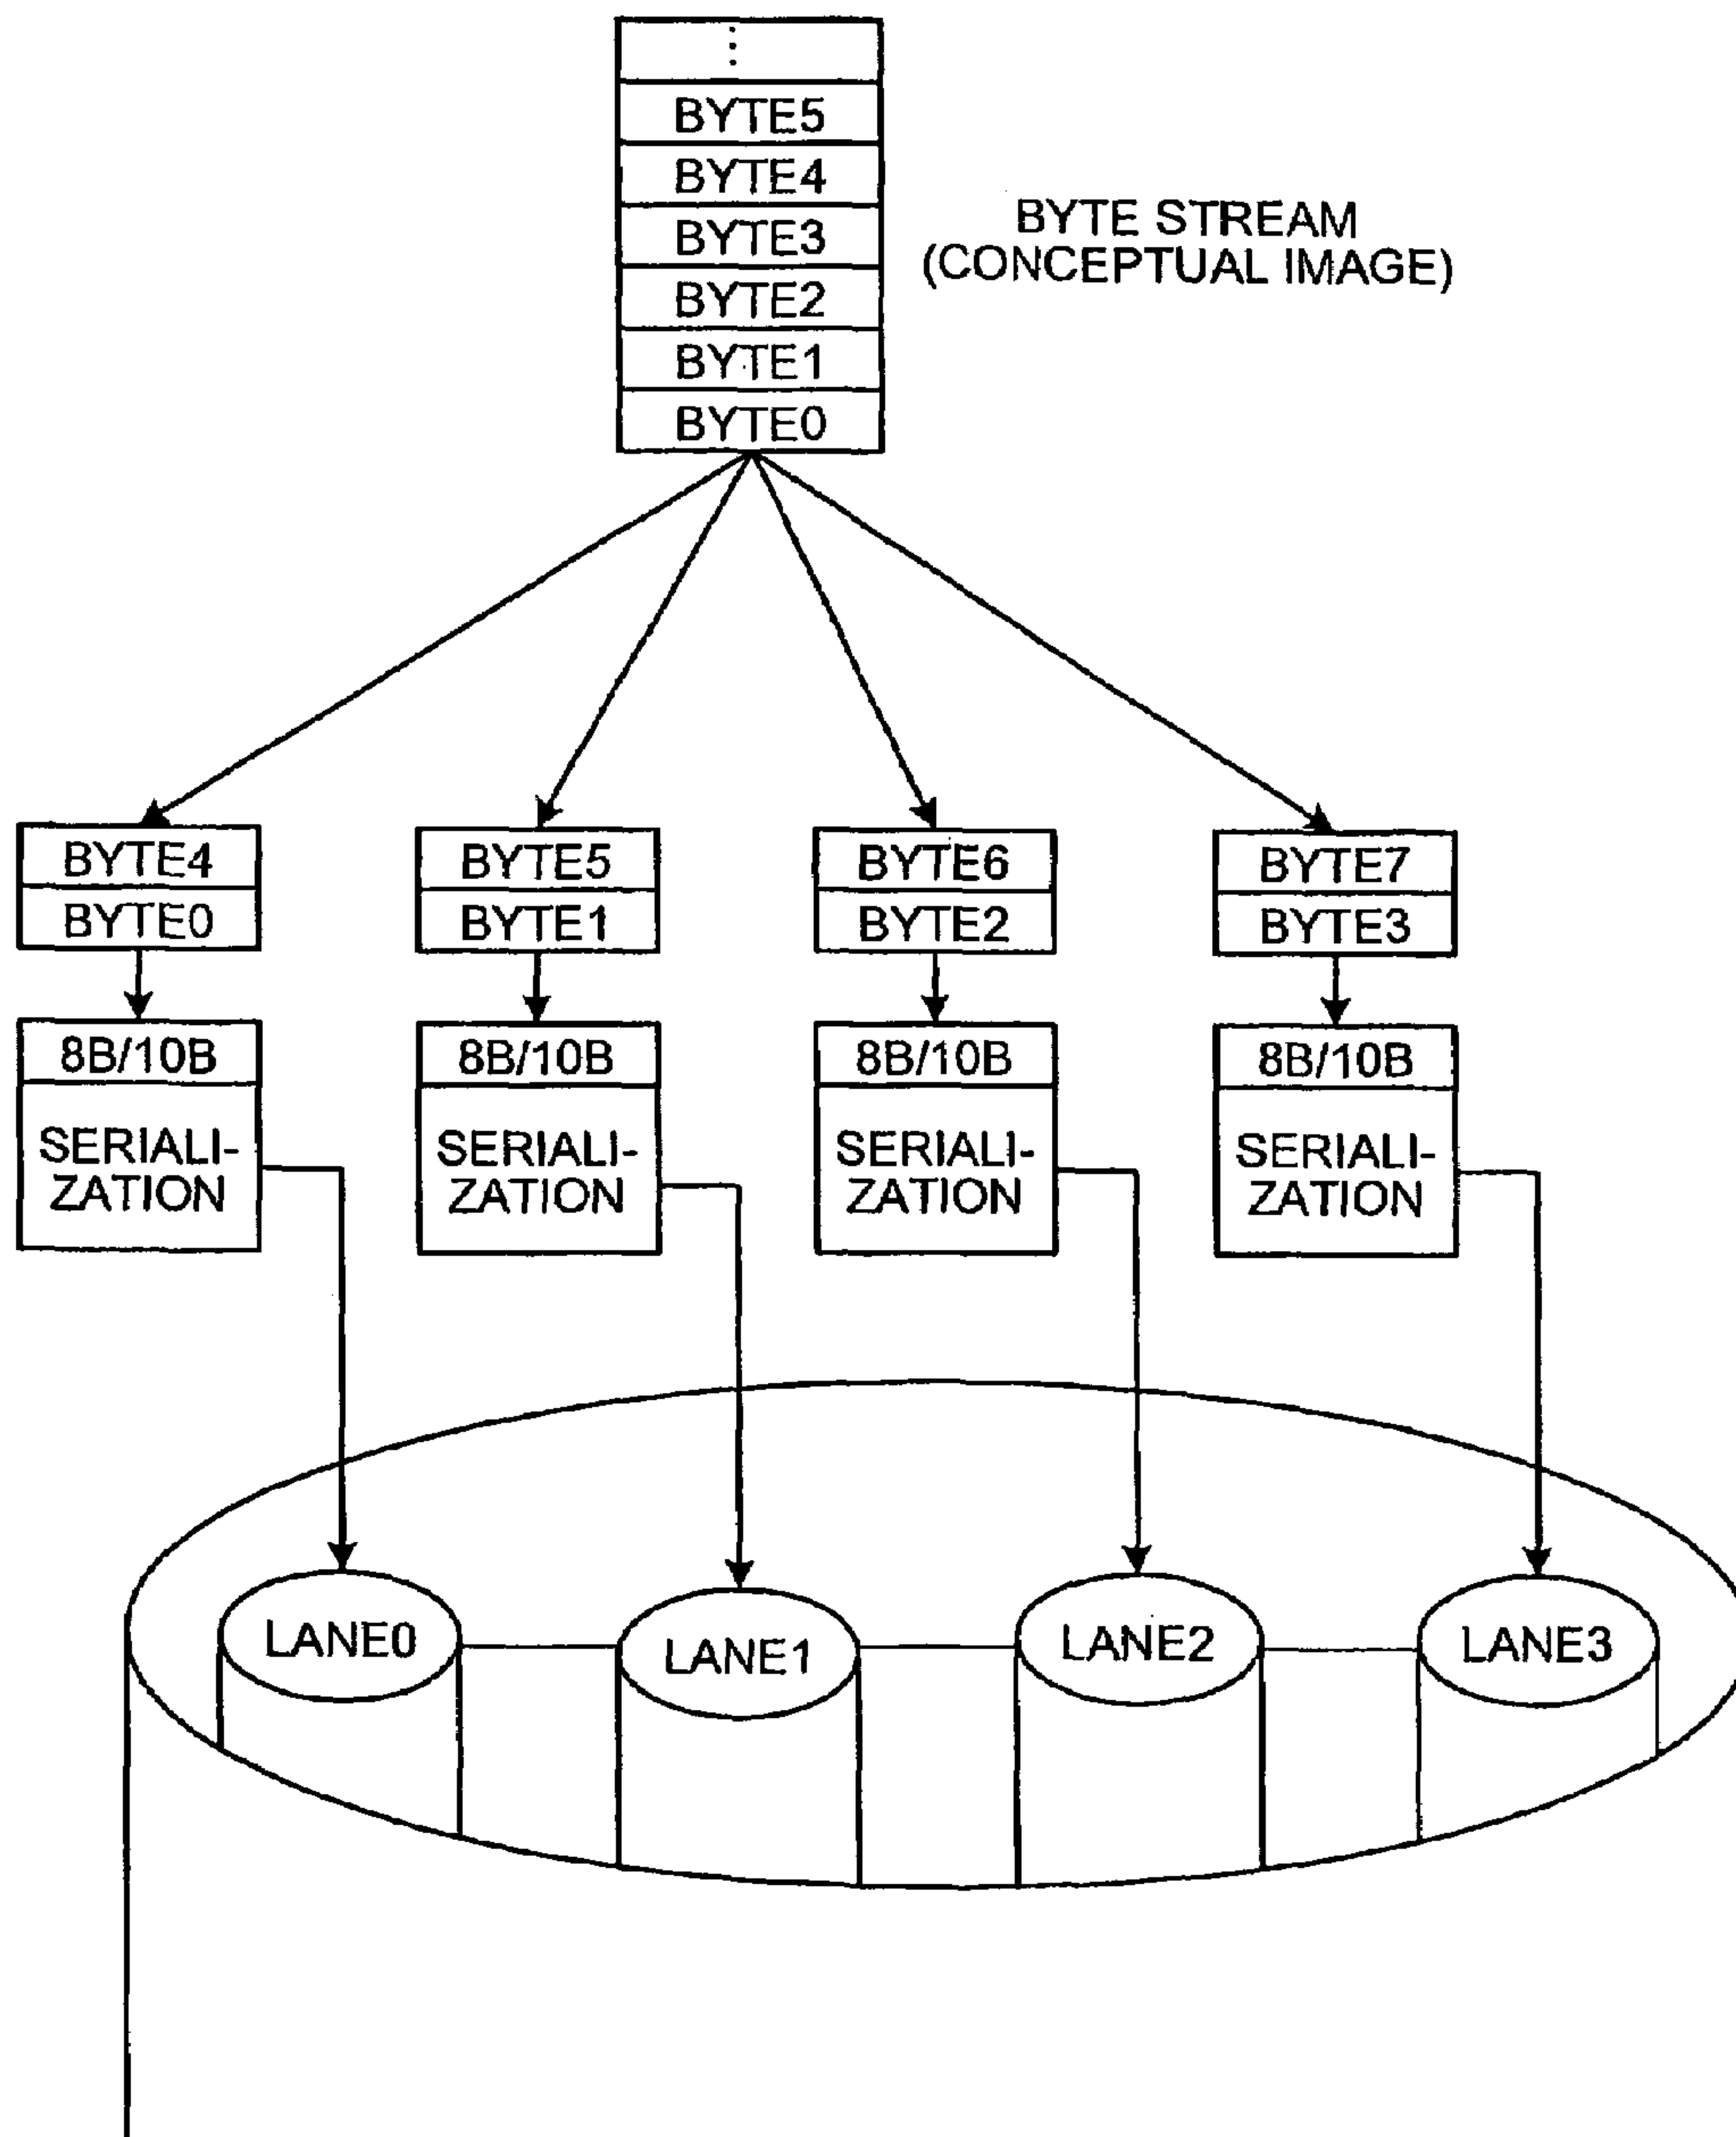 ⋮
BYTE5
BYTE4
BYTE3
BYTE2
BYTE1
BYTE0
BYTE STREAM
(CONCEPTUAL IMAGE)
BYTE4
BYTE0
BYTE5
BYTE1
BYTE6
BYTE2
BYTE7
BYTE3
8B/10B
SERIALI-
ZATION
8B/10B
SERIALI-
ZATION
8B/10B
SERIALI-
ZATION
8B/10B
SERIALI-
ZATION
LANE0
LANE1
LANE2
LANE3